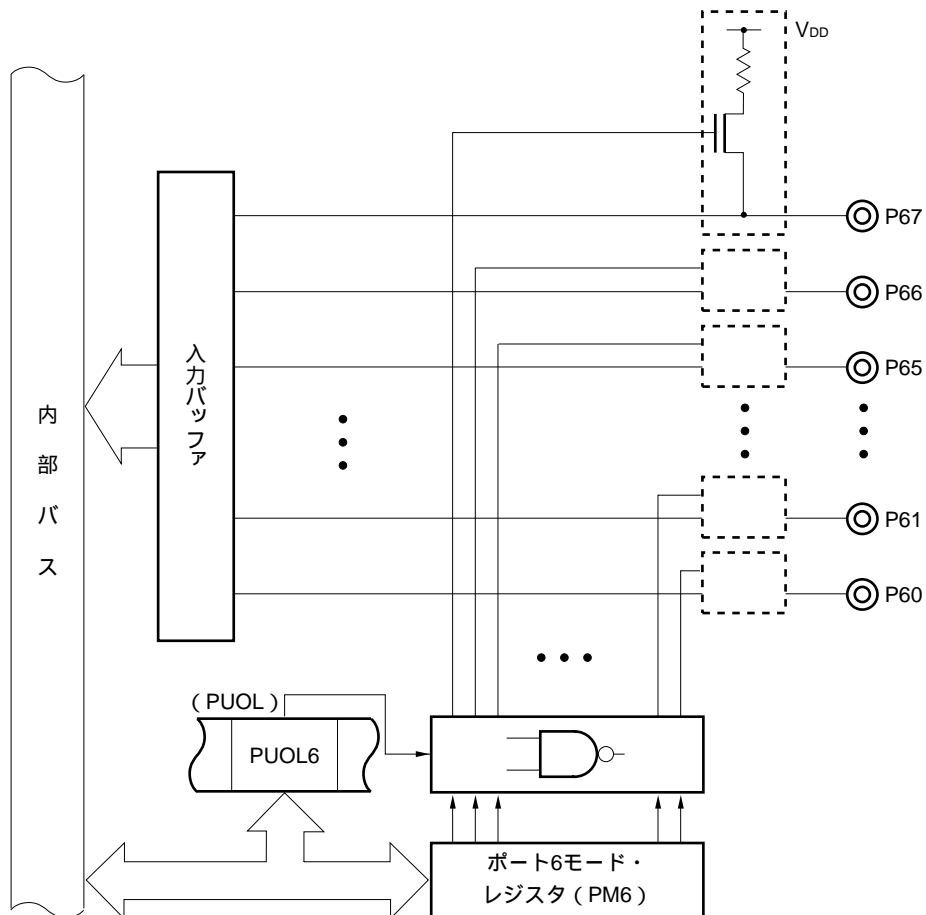 VDD
P67
P66
P65
P61
P60
入力バッファ
内部バス
（PUOL）
PUOL6
ポート6モード・
レジスタ（PM6）